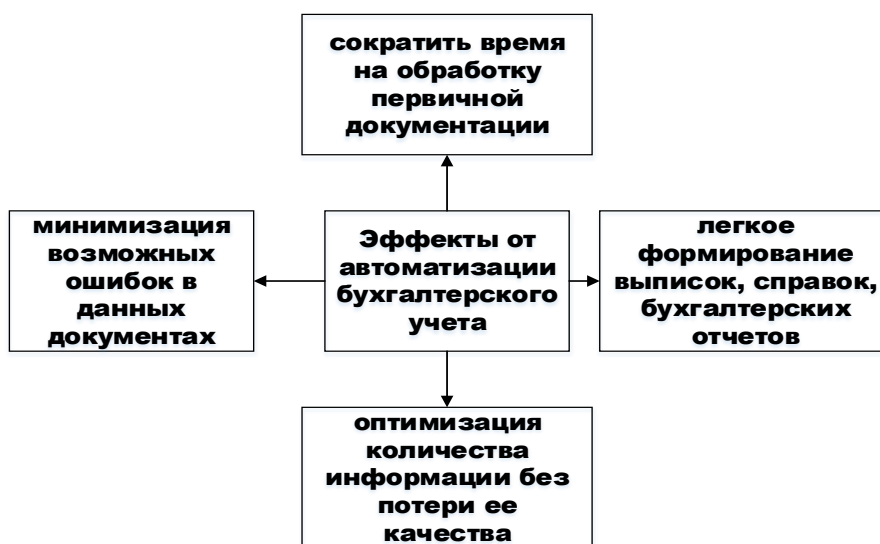 сократить время
на обработку
первичной
документации
минимизация
возможных
ошибок в
данных
документах
Эффекты от
автоматизации
бухгалтерского
учета
легкое
формирование
выписок, справок,
бухгалтерских
отчетов
оптимизация
количества
информации без
потери ее
качества